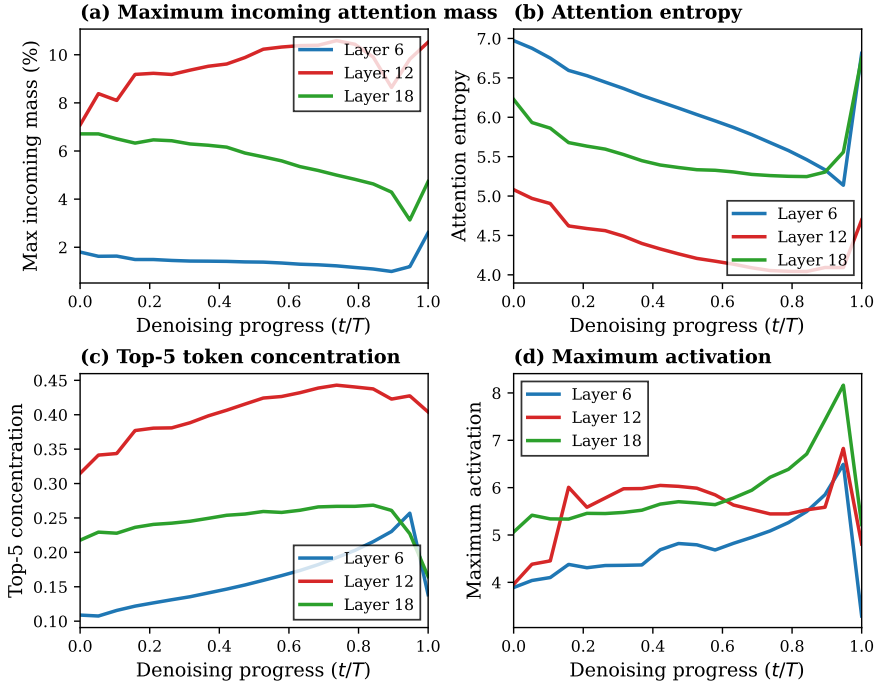 (a) Maximum incoming attention mass
Max incoming mass (%)
10
8
6
4
2
Layer 6
Layer 12
Layer 18
0.0 0.2 0.4 0.6 0.8 1.0
Denoising progress (t/T)
(b) Attention entropy
Attention entropy
7.0
6.5
6.0
5.5
5.0
4.5
4.0
Layer 6
Layer 12
Layer 18
0.0 0.2 0.4 0.6 0.8 1.0
Denoising progress (t/T)
(c) Top-5 token concentration
Top-5 concentration
0.45
0.40
0.35
0.30
0.25
0.20
0.15
0.10
Layer 6
Layer 12
Layer 18
0.0 0.2 0.4 0.6 0.8 1.0
Denoising progress (t/T)
(d) Maximum activation
Maximum activation
8
7
6
5
4
Layer 6
Layer 12
Layer 18
0.0 0.2 0.4 0.6 0.8 1.0
Denoising progress (t/T)